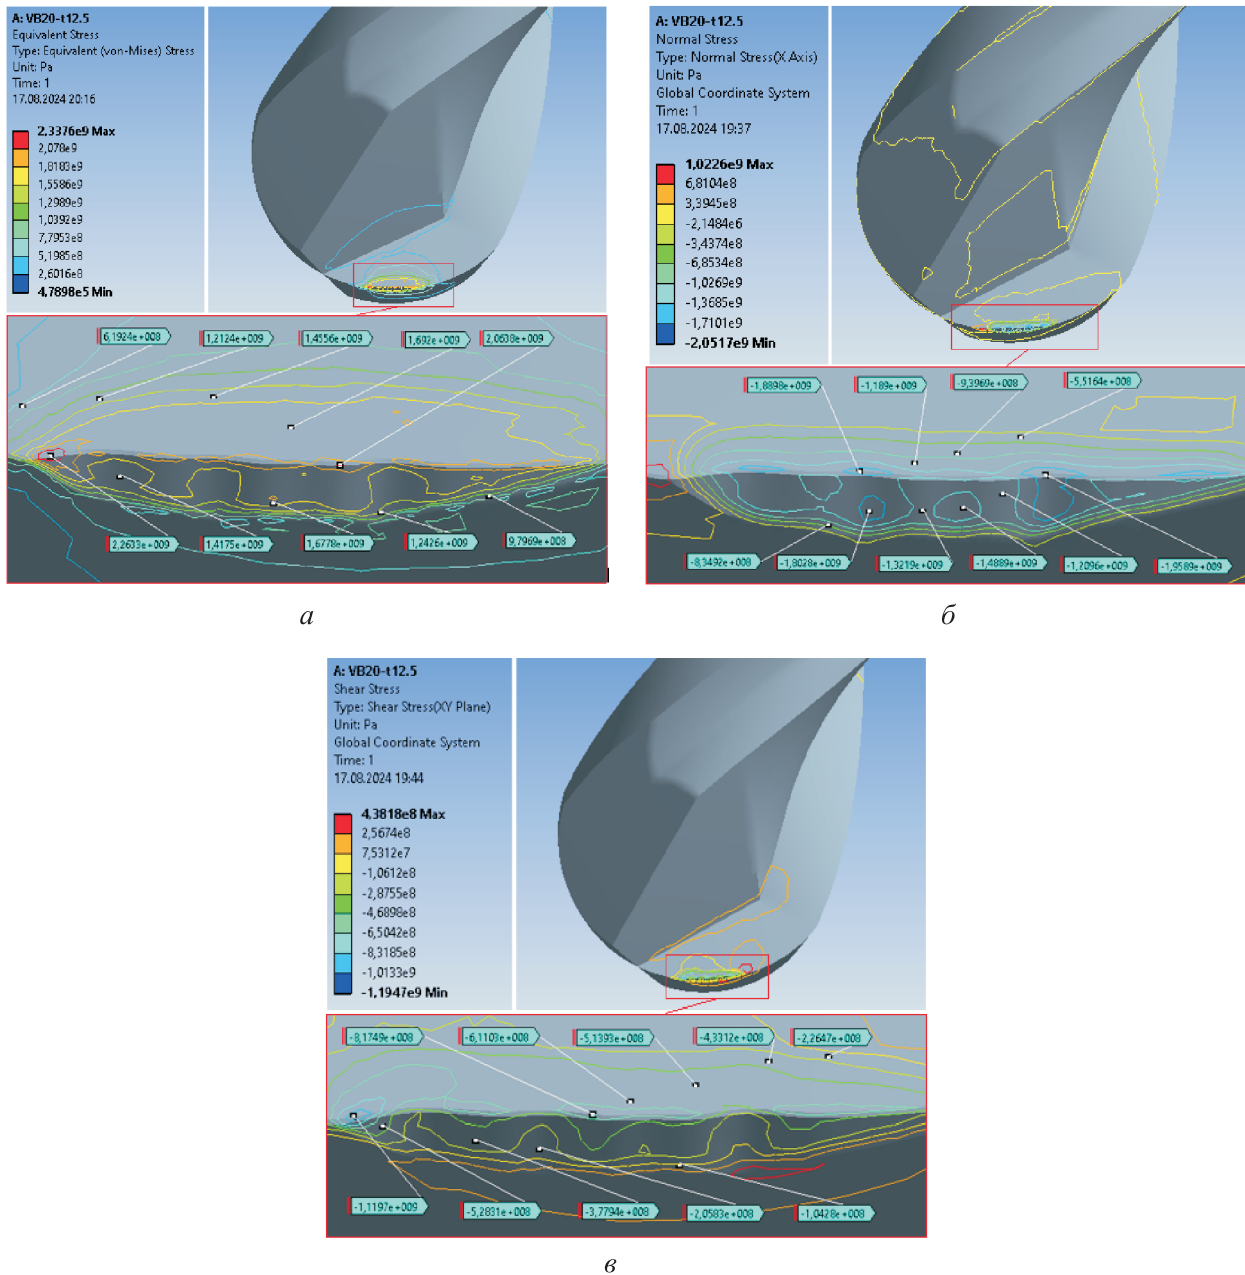 A: VB20-t12.5
Equivalent Stress
Type: Equivalent (von-Mises) Stress
Unit: Pa
Time: 1
17.08.2024 20:16
2,3376e9 Max
2,078e9
1,8183e9
1,5586e9
1,2989e9
1,0392e9
7,7953e8
5,1985e8
2,6016e8
4,7898e5 Min
6,1924e+008
1,2124e+009
1,4556e+009
1,692e+009
2,0638e+009
2,2633e+009
1,4175e+009
1,6778e+009
1,2426e+009
9,7969e+008
а
A: VB20-t12.5
Normal Stress
Type: Normal Stress(X Axis)
Unit: Pa
Global Coordinate System
Time: 1
17.08.2024 19:37
1,0226e9 Max
6,8104e8
3,3945e8
-2,1484e6
-3,4374e8
-6,8534e8
-1,0269e9
-1,3685e9
-1,7101e9
-2,0517e9 Min
-1,8898e+009
-1,189e+009
-9,3969e+008
-5,5164e+008
-8,3492e+008
-1,8028e+009
-1,3219e+009
-1,4889e+009
-1,2096e+009
-1,9589e+009
б
A: VB20-t12.5
Shear Stress
Type: Shear Stress(XY Plane)
Unit: Pa
Global Coordinate System
Time: 1
17.08.2024 19:44
4,3818e8 Max
2,5674e8
7,5312e7
-1,0612e8
-2,8755e8
-4,6898e8
-6,5042e8
-8,3185e8
-1,0133e9
-1,1947e9 Min
-8,1749e+008
-6,1103e+008
-5,1393e+008
-4,3312e+008
-2,2647e+008
-1,1197e+009
-5,2831e+008
-3,7794e+008
-2,0583e+008
-1,0428e+008
в